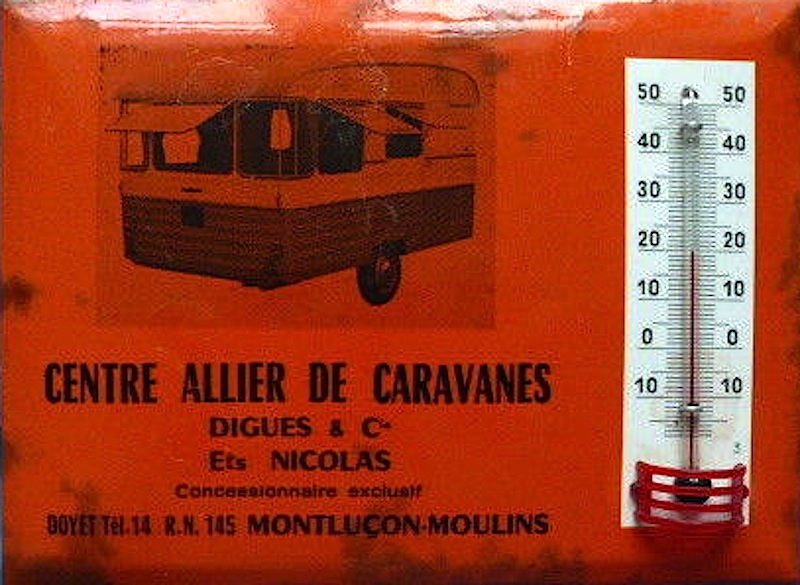 CENTRE ALLIER DE CARAVANES
DIGUES & Cie
Ets NICOLAS
Concessionnaire exclusif
DOYET Tél.14 R.N. 145 MONTLUÇON-MOULINS
50 50
40 40
30 30
20 20
10 10
0 0
10 10